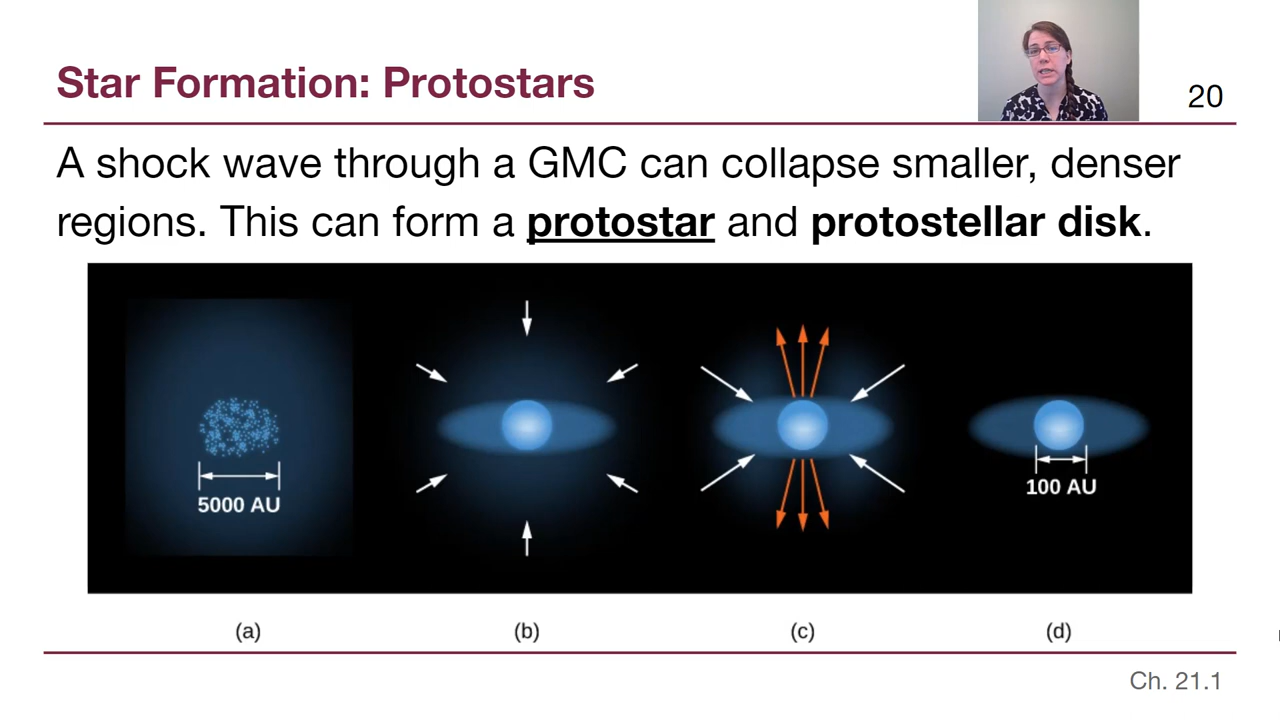 Star Formation: Protostars
20
A shock wave through a GMC can collapse smaller, denser
regions. This can form a protostar and protostellar disk.
5000 AU
100 AU
(a)
(b)
(c)
(d)
Ch. 21.1